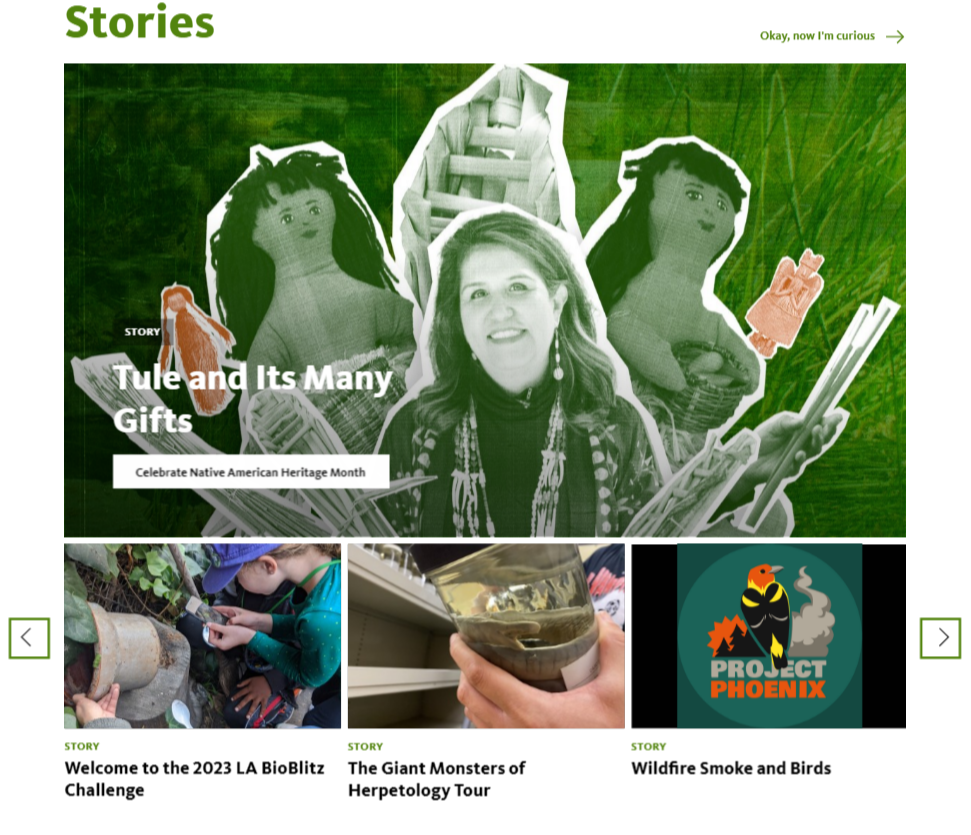 Stories
Okay, now I'm curious
STORY
Tule and Its Many
Gifts
Celebrate Native American Heritage Month
PROJECT
PHOENIX
STORY
Welcome to the 2023 LA BioBlitz
Challenge
STORY
The Giant Monsters of
Herpetology Tour
STORY
Wildfire Smoke and Birds